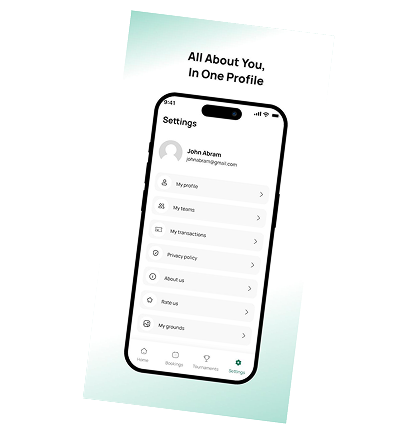 All About You,
In One Profile
9:41
Settings
John Abram
johnabram@gmail.com
My profile
My teams
My transactions
Privacy policy
About us
Rate us
My grounds
Home
Bookings
Tournaments
Settings